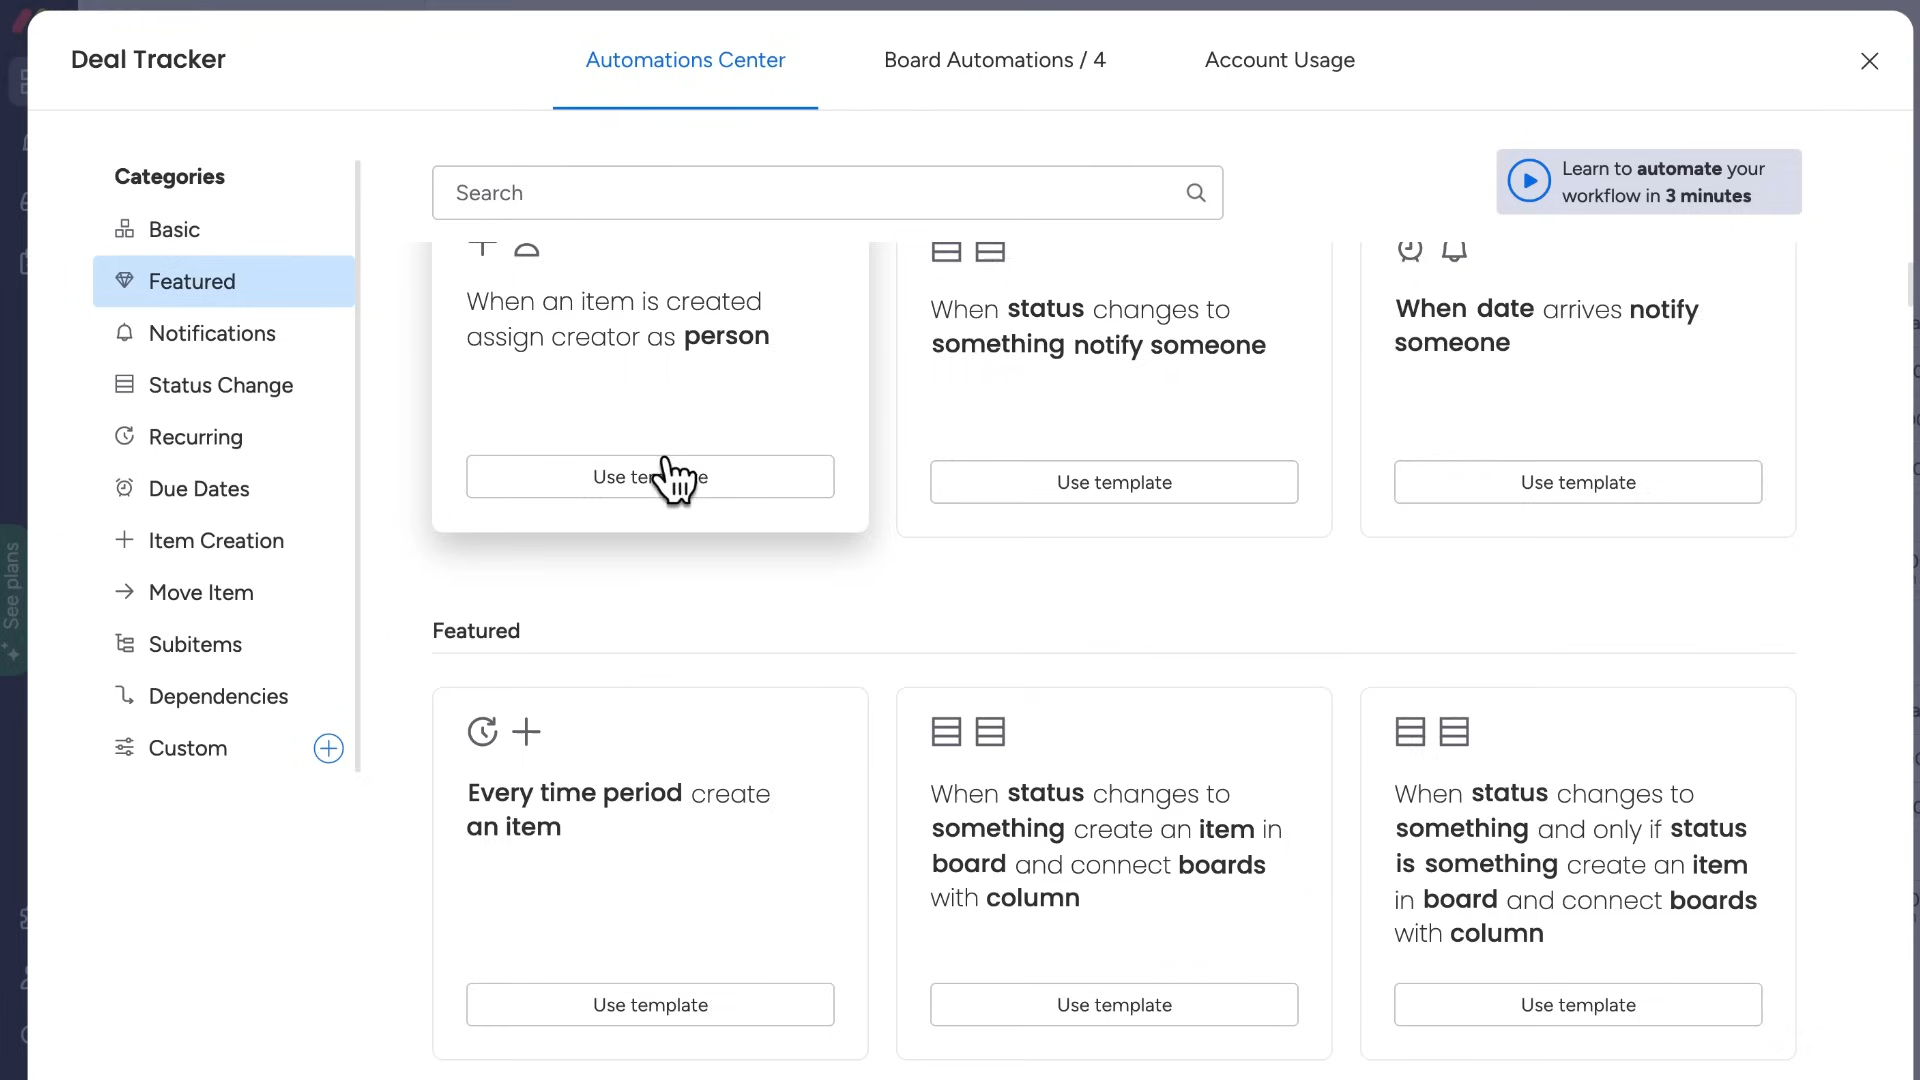 Deal Tracker
Automations Center
Board Automations / 4
Account Usage
Categories
Basic
Featured
Notifications
Status Change
Recurring
Due Dates
Item Creation
Move Item
Subitems
Dependencies
Custom
See plans
Search
Learn to automate your
workflow in 3 minutes
When an item is created
assign creator as person
Use
When status changes to
something notify someone
Use template
When date arrives notify
someone
Use template
Featured
Every time period create
an item
Use template
When status changes to
something create an item in
board and connect boards
with column
Use template
When status changes to
something and only if status
is something create an item
in board and connect boards
with column
Use template